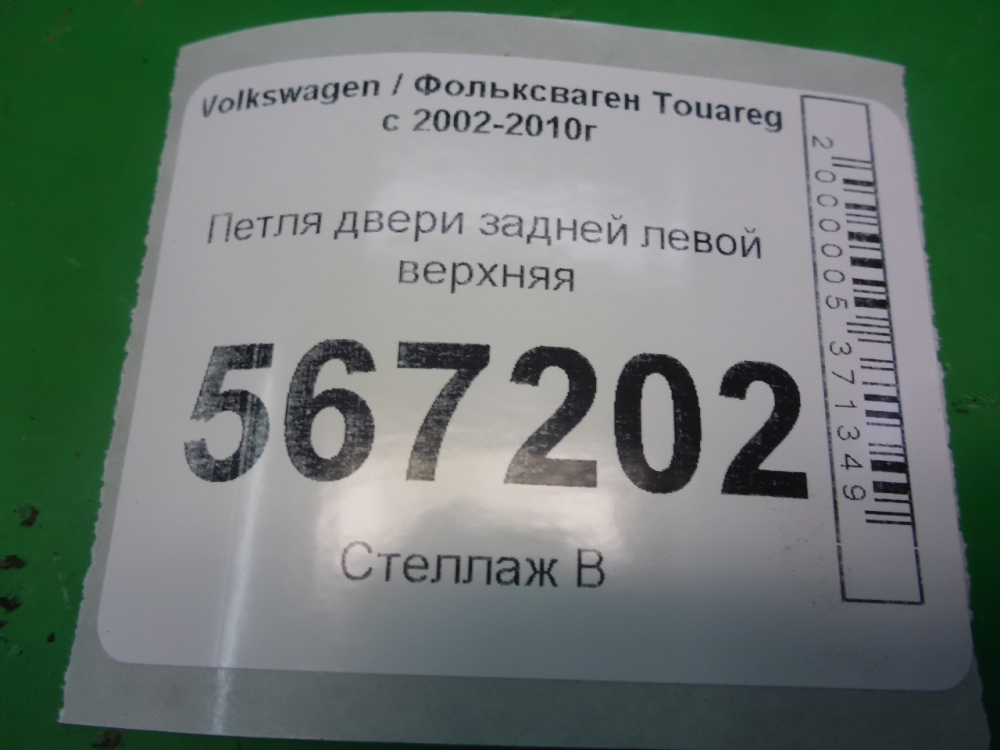 Volkswagen / Фольксваген Touareg
с 2002-2010г
Петля двери задней левой
верхняя
567202
Стеллаж В
2000005371349